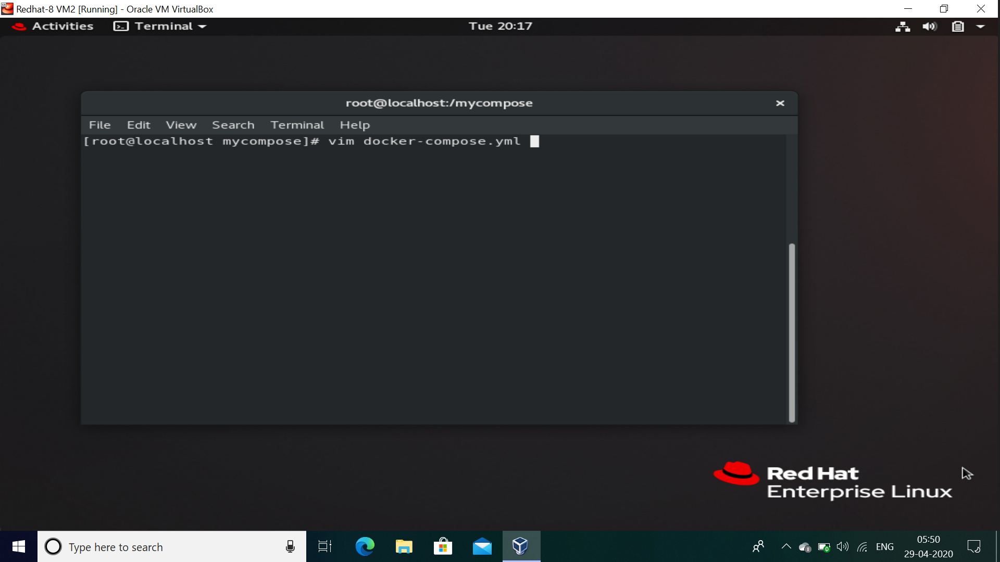 Redhat-8 VM2 [Running] - Oracle VM VirtualBox
Activities Terminal Tue 20:17
root@localhost:/mycompose
File Edit View Search Terminal Help
[root@localhost mycompose]# vim docker-compose.yml
Red Hat
Enterprise Linux
Type here to search
ENG
05:50
29-04-2020